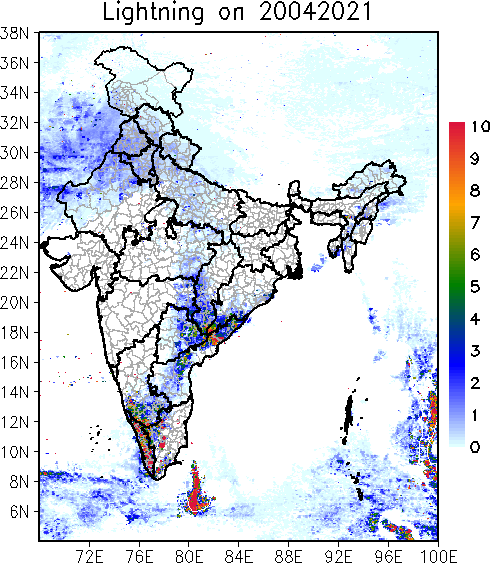 Lightning on 20042021
38N
36N
34N
32N
30N
28N
26N
24N
22N
20N
18N
16N
14N
12N
10N
8N
6N
72E 76E 80E 84E 88E 92E 96E 100E
10
9
8
7
6
5
4
3
2
1
0